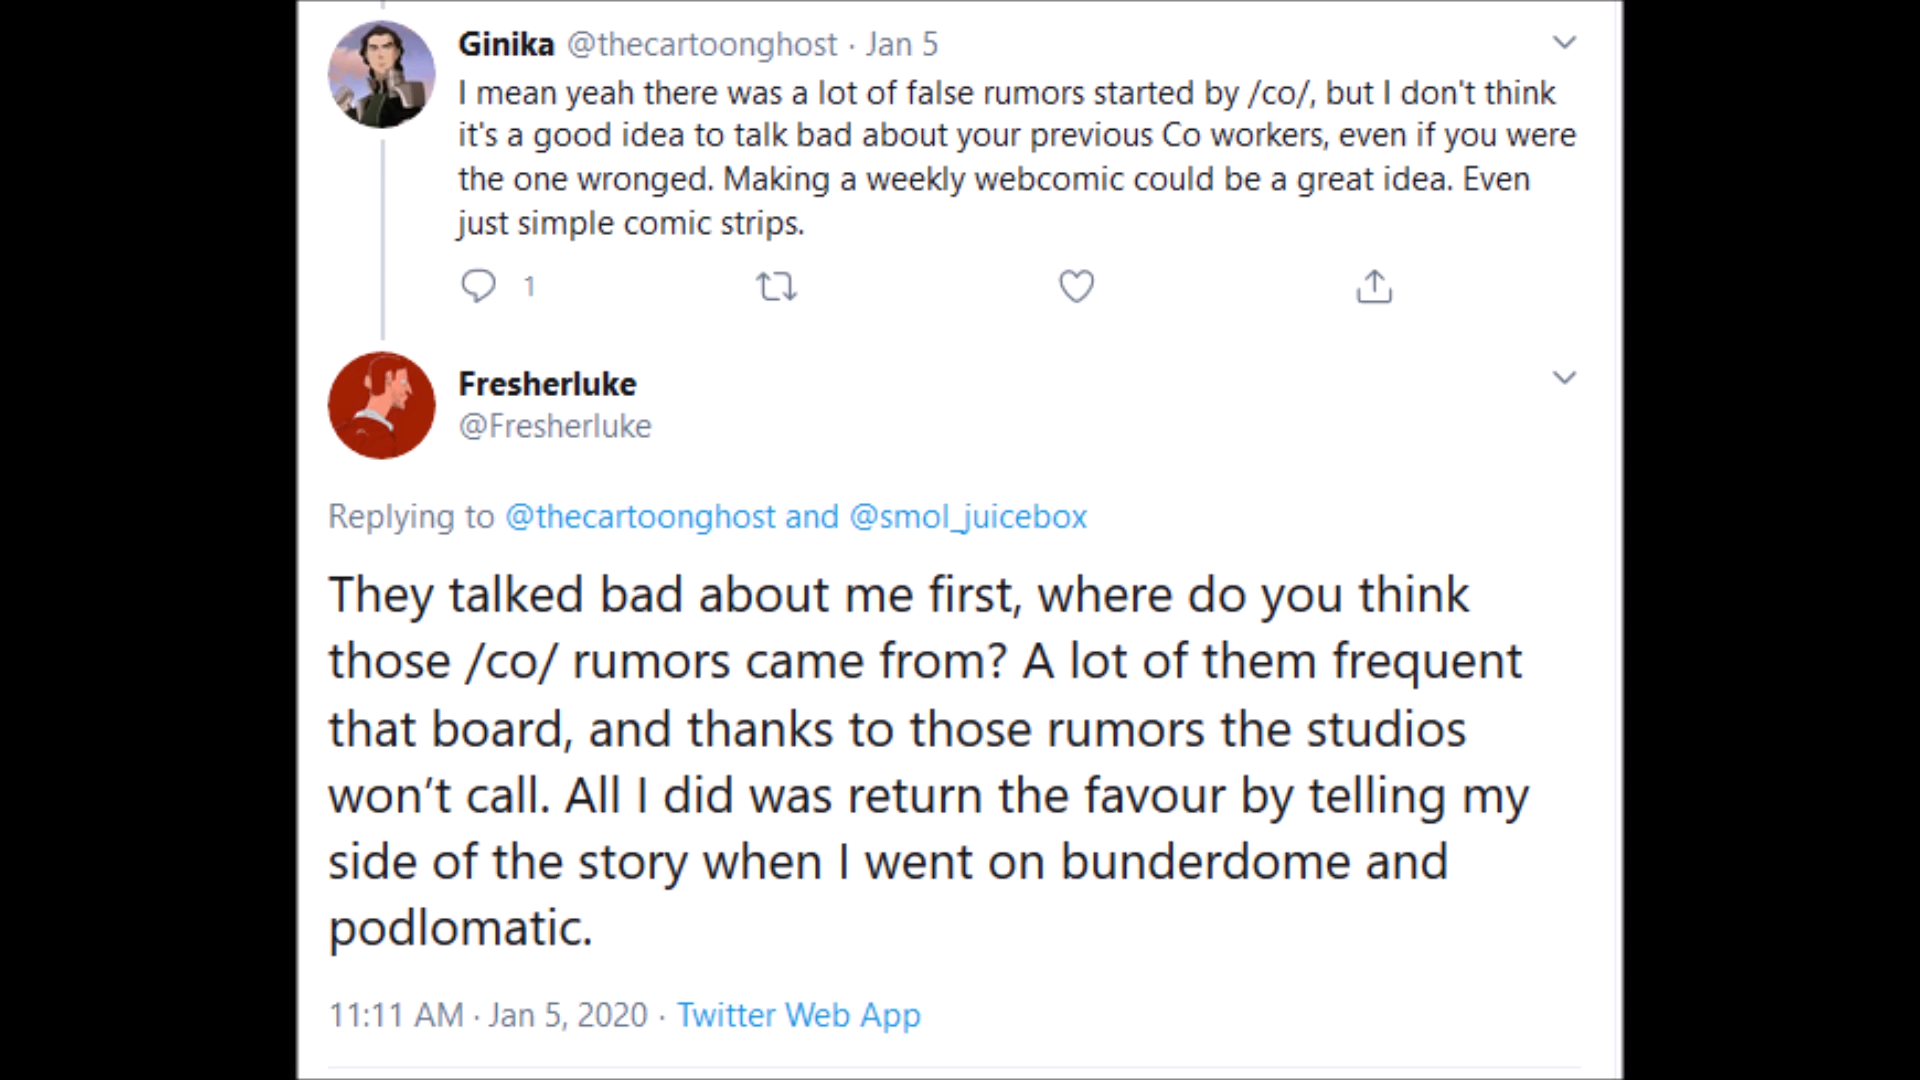 Ginika @thecartoonghost · Jan 5
I mean yeah there was a lot of false rumors started by /co/, but I don't think
it's a good idea to talk bad about your previous Co workers, even if you were
the one wronged. Making a weekly webcomic could be a great idea. Even
just simple comic strips.
1
Fresherluke
@Fresherluke
Replying to @thecartoonghost and @smol_juicebox
They talked bad about me first, where do you think
those /co/ rumors came from? A lot of them frequent
that board, and thanks to those rumors the studios
won’t call. All I did was return the favour by telling my
side of the story when I went on bunderdome and
podlomatic.
11:11 AM · Jan 5, 2020 · Twitter Web App